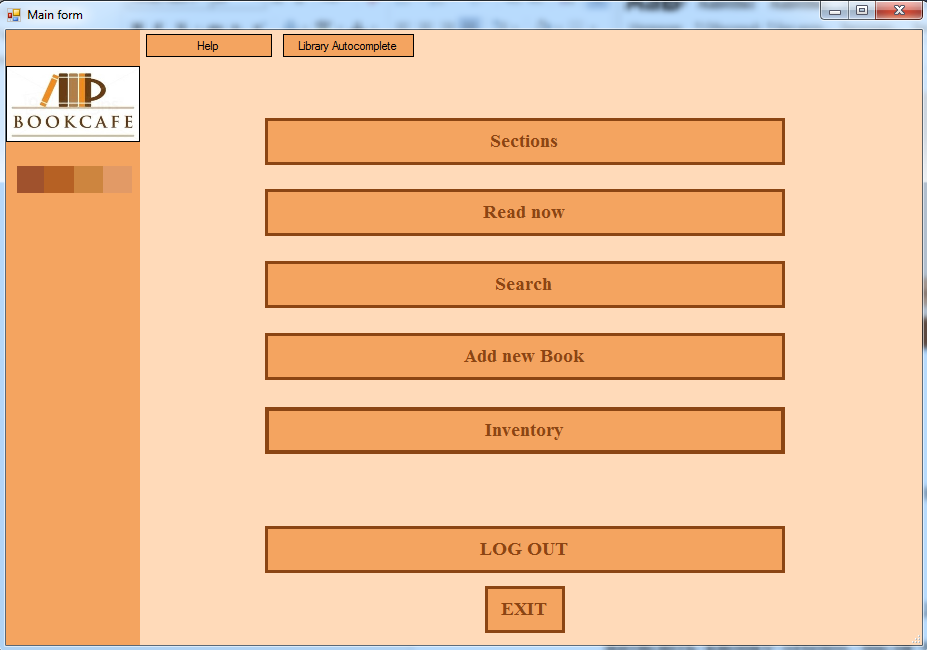 Main form
Help
Library Autocomplete
BOOKCAFE
Sections
Read now
Search
Add new Book
Inventory
LOG OUT
EXIT